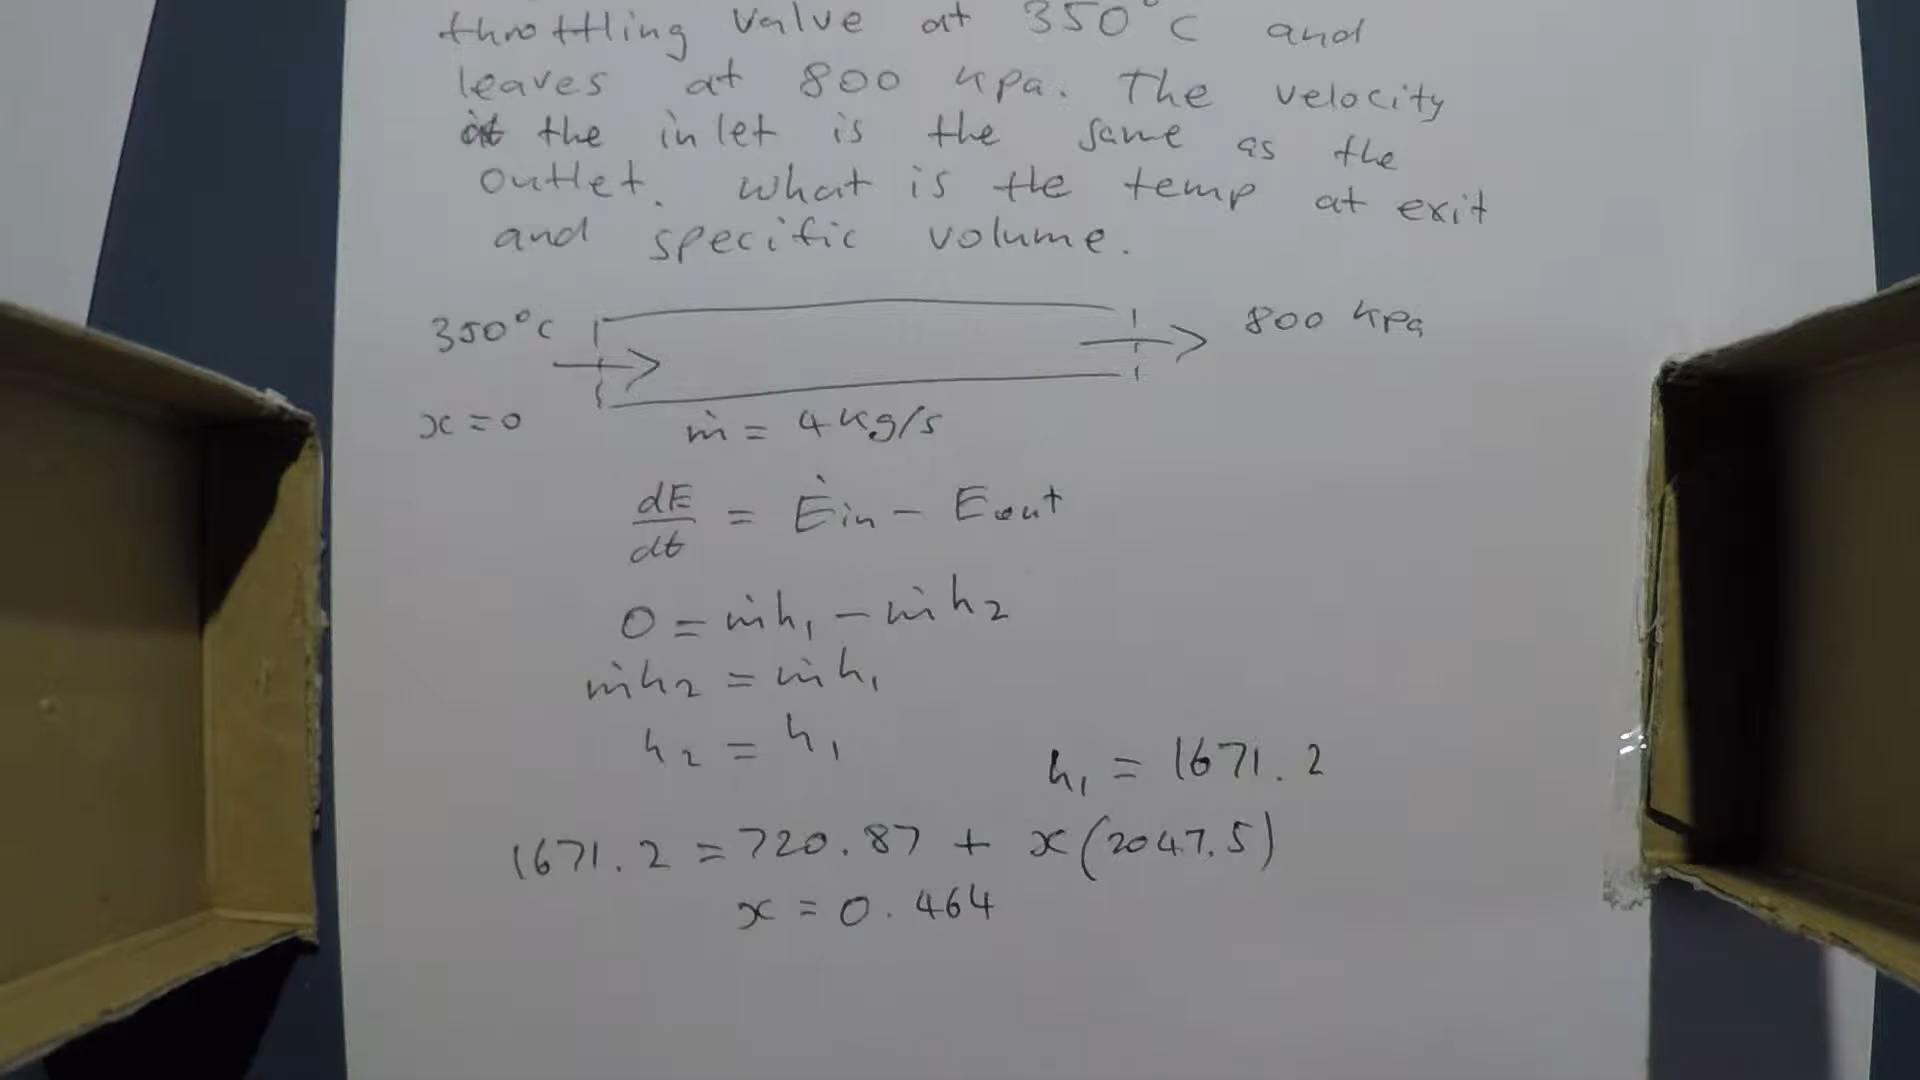 throttling valve at 350°C and
leaves at 800 kpa. The velocity
at the inlet is the same as the
outlet. what is the temp at exit
and specific volume.
350°C 800 kpa
x = 0 ṁ = 4 kg/s
dE/dt = Ėin - Eout
0 = ṁh₁ - ṁh₂
ṁh₂ = ṁh₁
h₂ = h₁
h₁ = 1671.2
1671.2 = 720.87 + x(2047.5)
x = 0.464